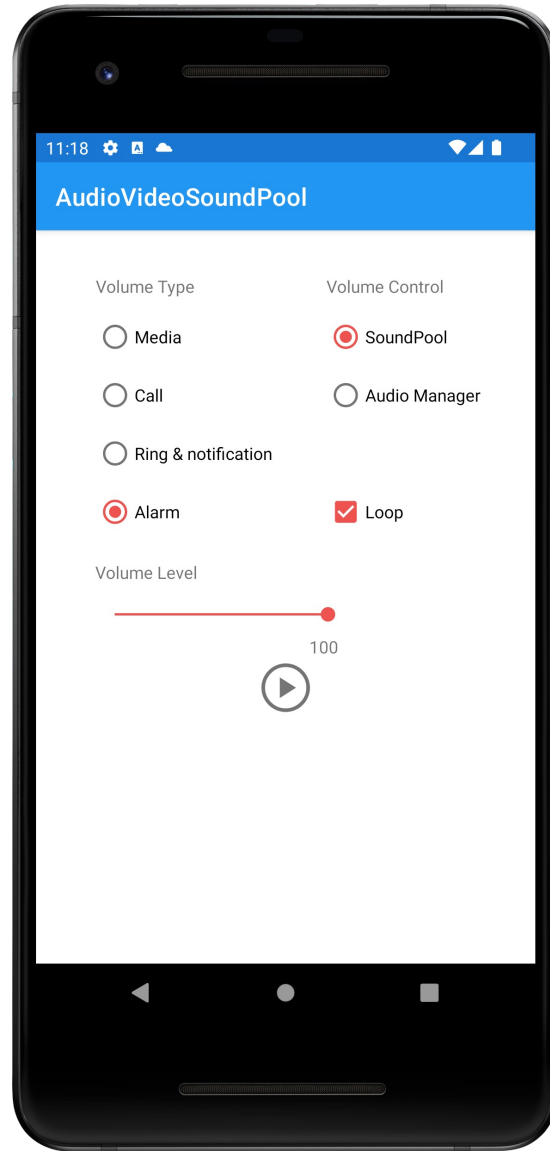 11:18
AudioVideoSoundPool
Volume Type
Volume Control
Media
SoundPool
Call
Audio Manager
Ring & notification
Alarm
Loop
Volume Level
100